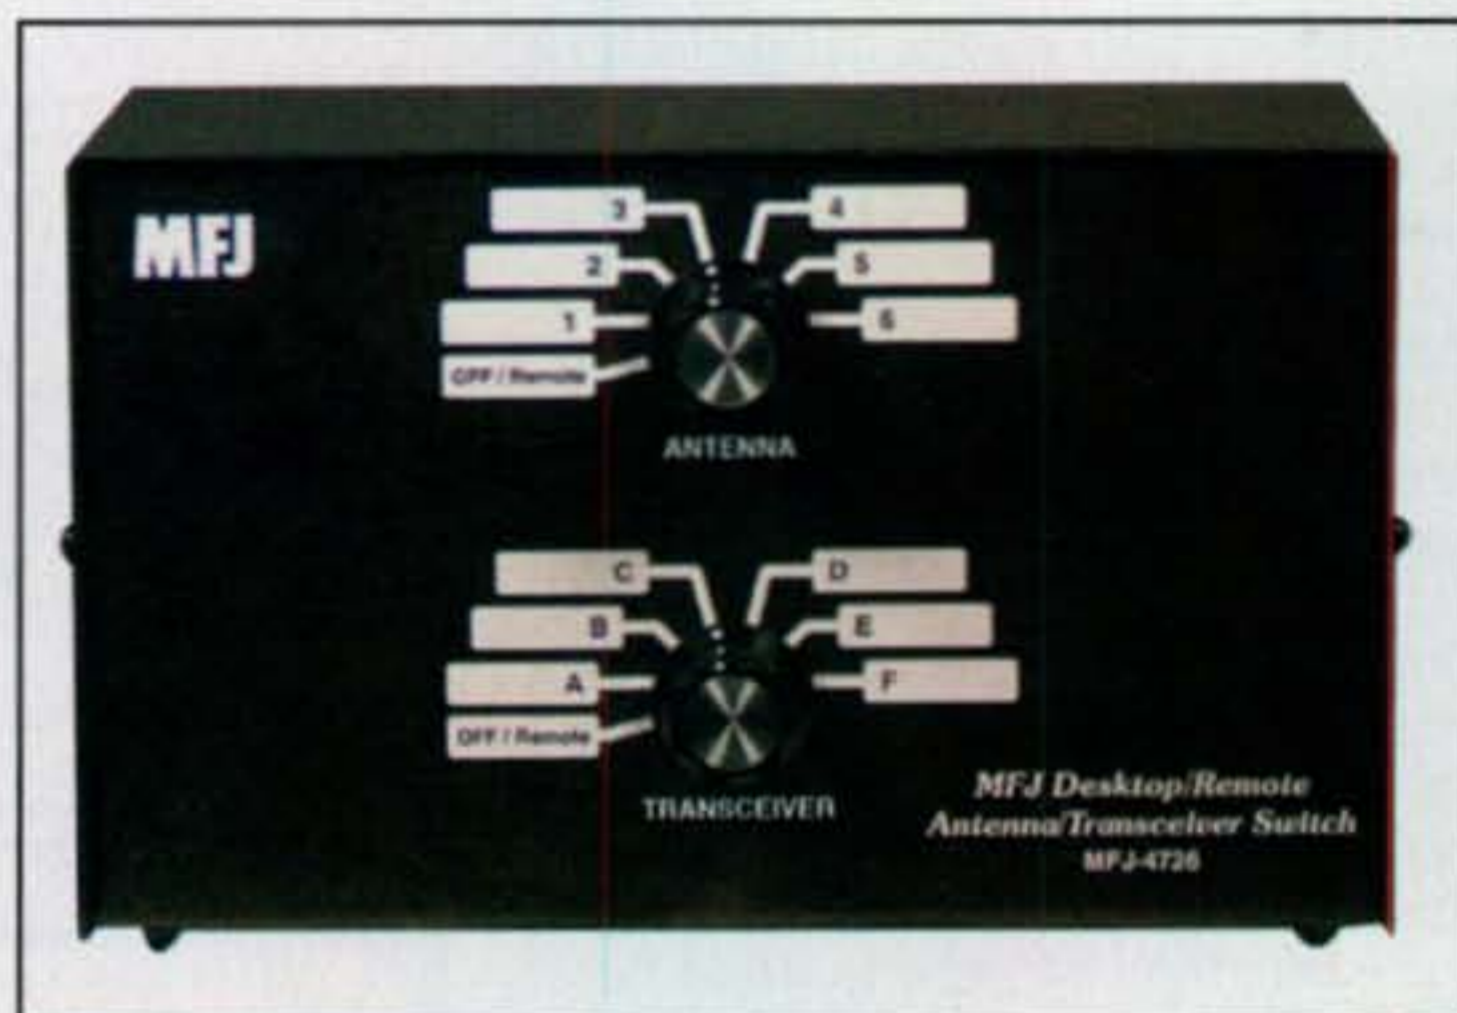 MFJ
3
4
2
5
1
6
OFF / Remote
ANTENNA
C
D
B
E
A
F
OFF / Remote
TRANSCEIVER
MFJ Desktop/Remote
Antenna/Transceiver Switch
MFJ-4726